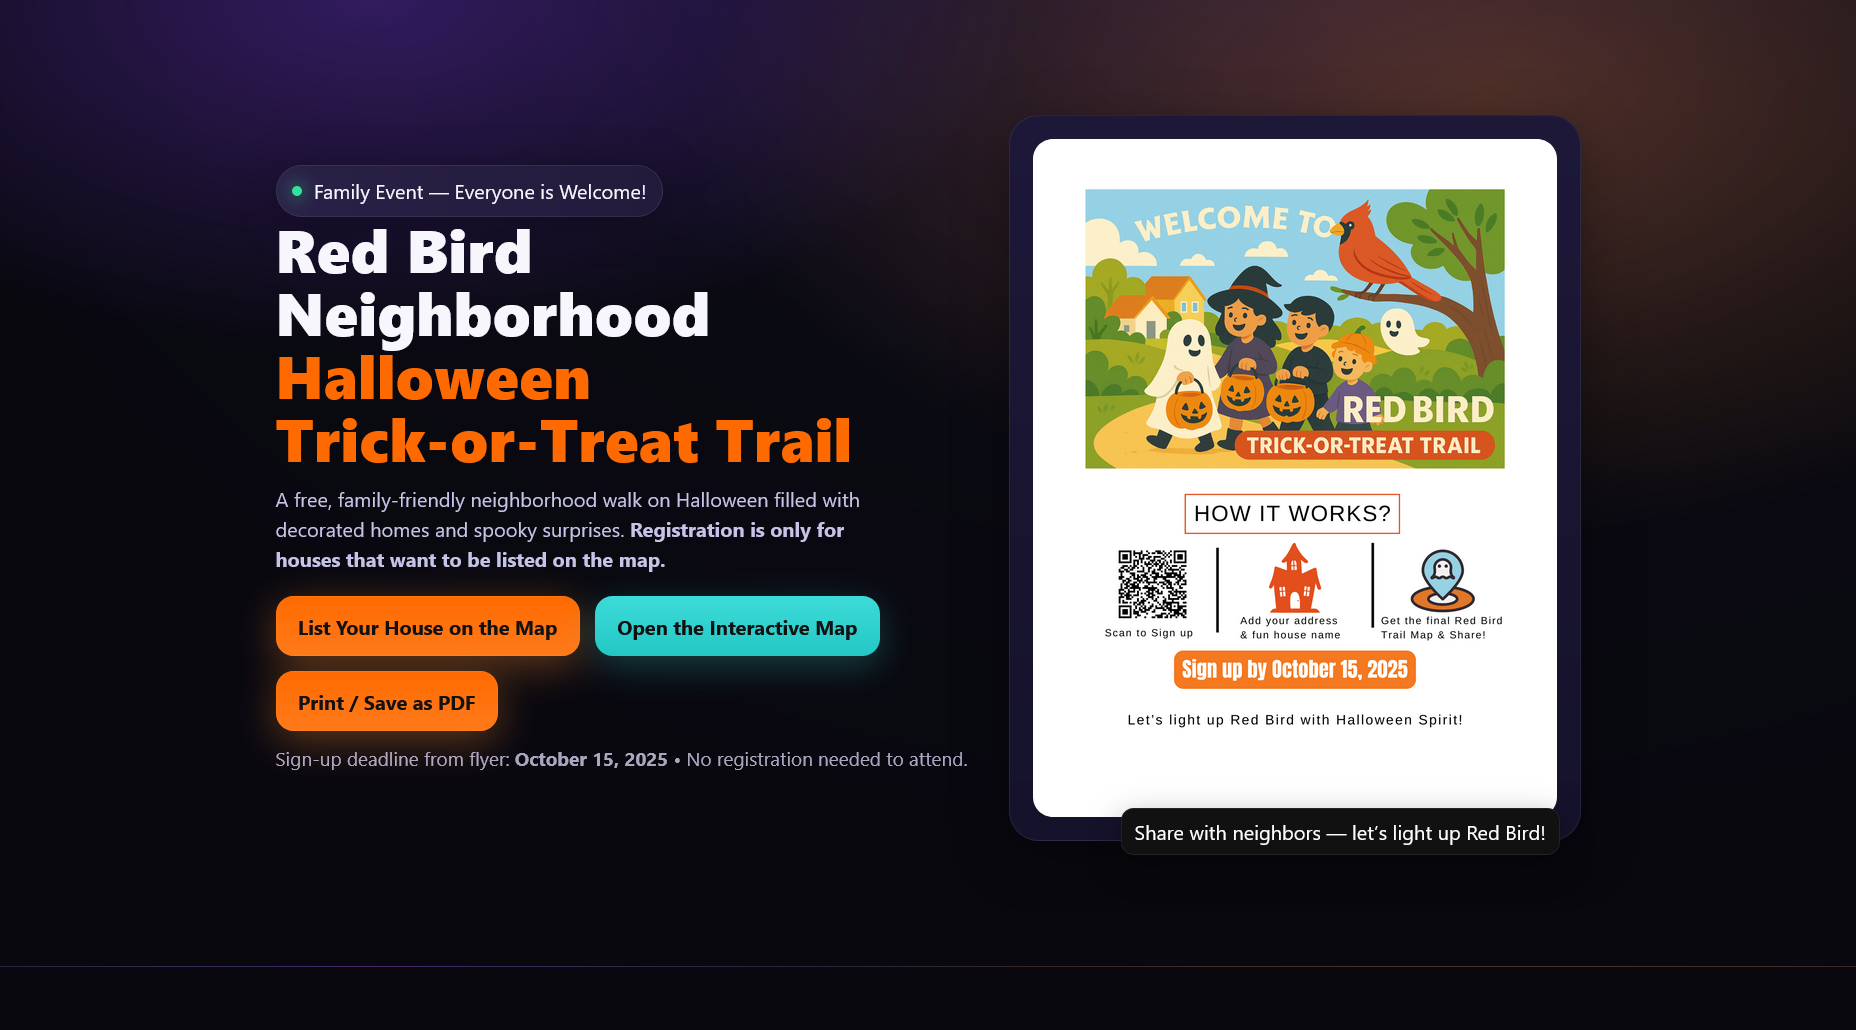 Family Event — Everyone is Welcome!
Red Bird
Neighborhood
Halloween
Trick-or-Treat Trail
A free, family-friendly neighborhood walk on Halloween filled with
decorated homes and spooky surprises. Registration is only for
houses that want to be listed on the map.
List Your House on the Map
Open the Interactive Map
Print / Save as PDF
Sign-up deadline from flyer: October 15, 2025 • No registration needed to attend.
WELCOME TO
RED BIRD
TRICK-OR-TREAT TRAIL
HOW IT WORKS?
Scan to Sign up
Add your address
& fun house name
Get the final Red Bird
Trail Map & Share!
Sign up by October 15, 2025
Let's light up Red Bird with Halloween Spirit!
Share with neighbors — let's light up Red Bird!